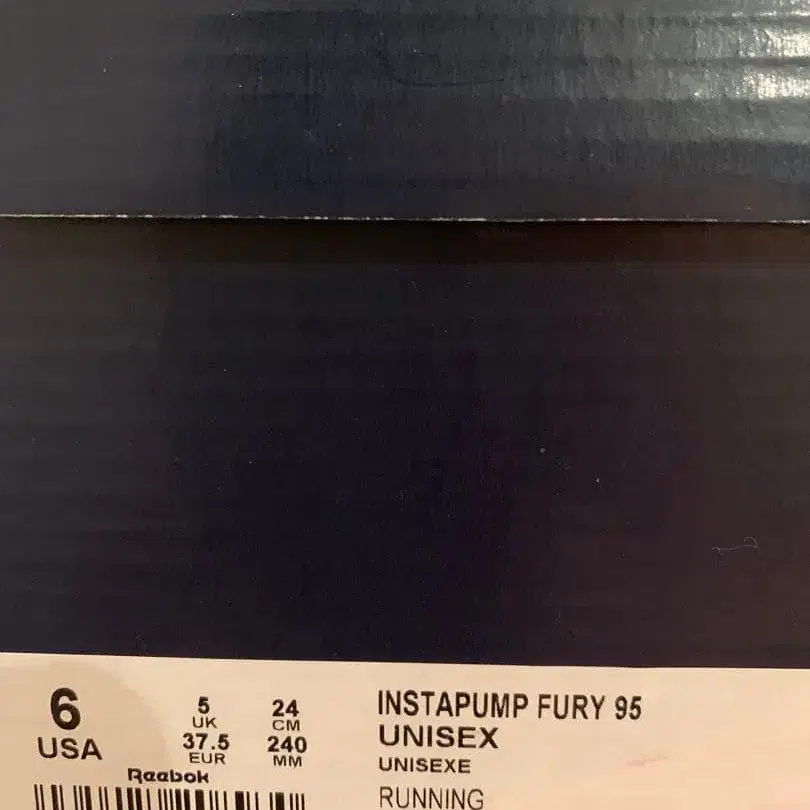 6
USA
5
UK
37.5
EUR
24
CM
240
MM
Reebok
INSTAPUMP FURY 95
UNISEX
UNISEXE
RUNNING